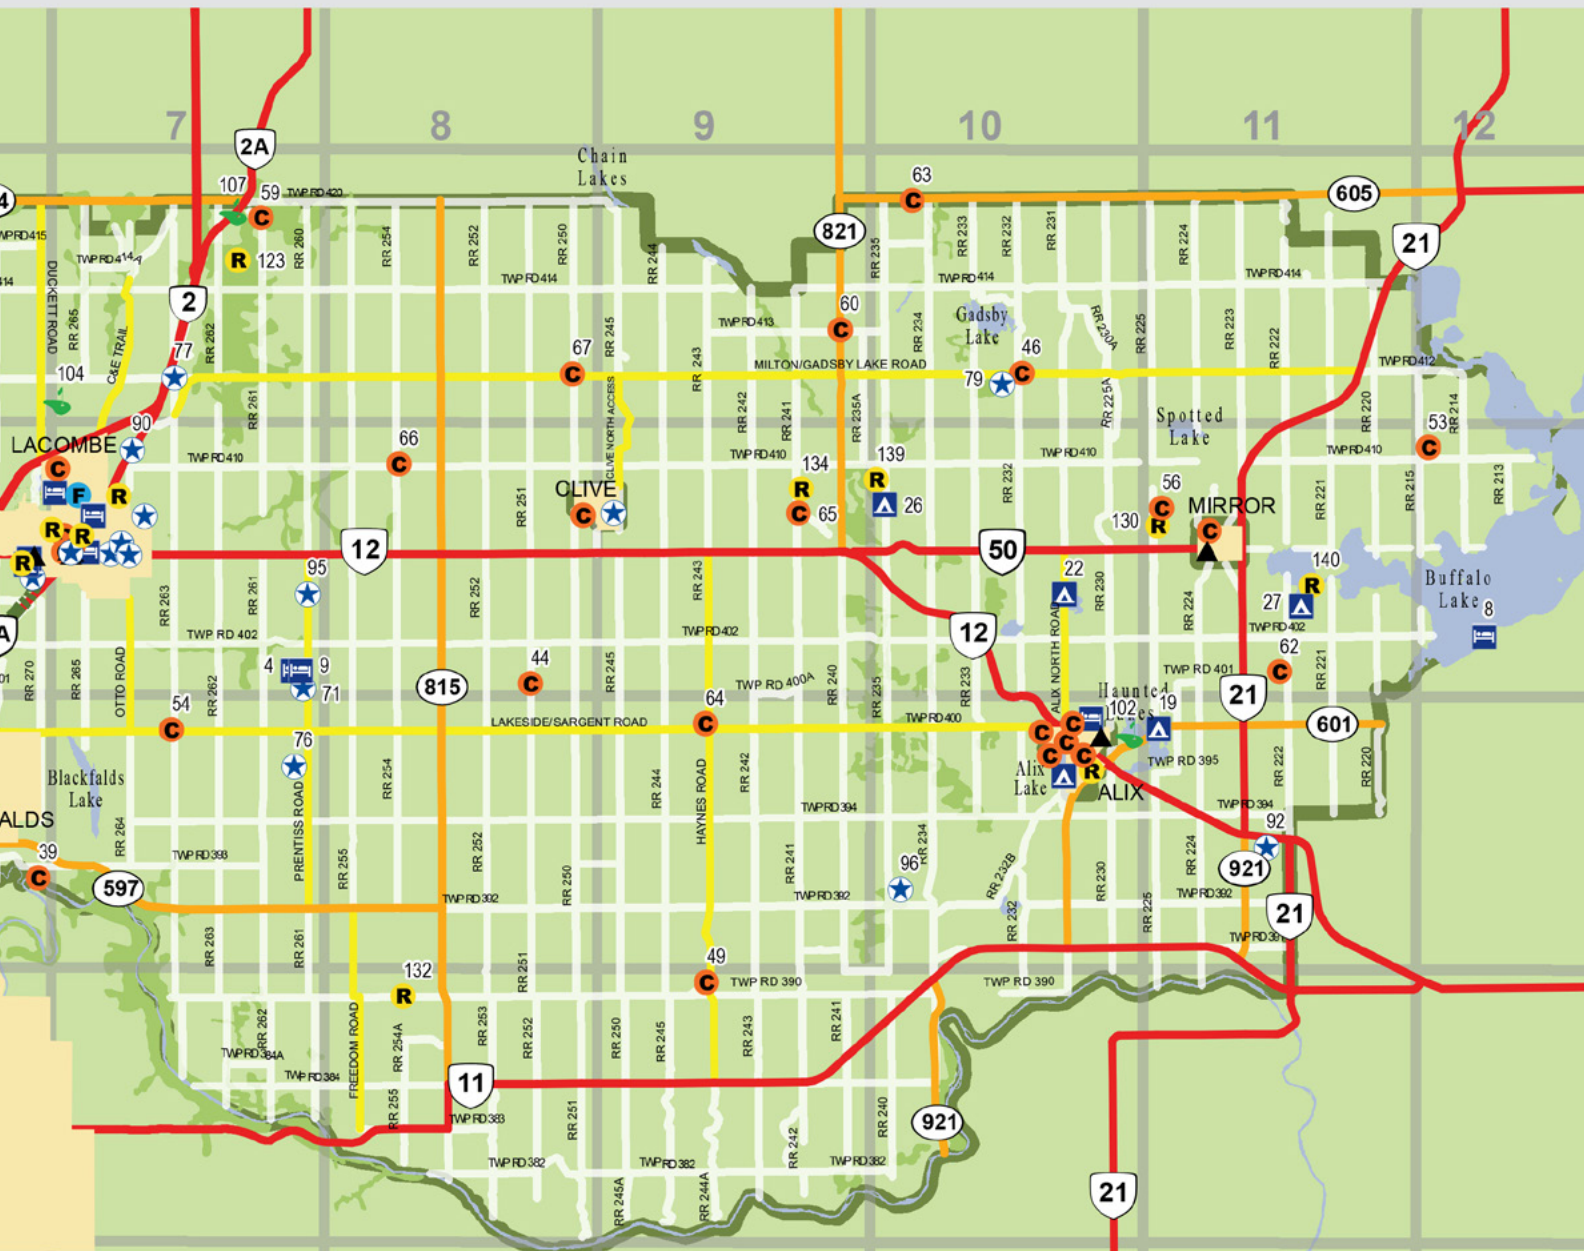 7
8
9
10
11
12
2A
Chain
Lakes
107
59
TWP RD 420
63
605
4
821
21
RR 260
RR 254
RR 252
RR 250
RR 244
RR 235
RR 233
RR 232
RR 231
RR 224
R
123
TWP RD 414
TWP RD 414
TWP RD 414
DUCKETT ROAD
RR 265
C&E TRAIL
2
RR 262
77
67
RR 245
TWP RD 413
60
RR 234
Gadsby
Lake
RR 230A
RR 225
RR 223
RR 222
MILTON/GADSBY LAKE ROAD
79
46
TWP RD 412
104
RR 261
CLIVE NORTH ACCESS
RR 243
RR 242
RR 241
RR 235A
RR 225A
RR 220
RR 214
Spotted
Lake
53
90
LACOMBE
C
F
R
TWP RD 410
66
TWP RD 410
TWP RD 410
TWP RD 410
134
139
RR 232
CLIVE
RR 251
65
26
56
130
MIRROR
RR 221
RR 215
RR 213
12
50
95
RR 263
RR 261
RR 252
RR 243
22
RR 230
RR 224
140
27
Buffalo
Lake
8
A
TWP RD 402
TWP RD 402
12
TWP RD 402
RR 270
RR 265
OTTO ROAD
RR 262
4
9
71
815
44
RR 245
TWP RD 400A
RR 240
RR 235
RR 233
ALIX NORTH ROAD
TWP RD 401
62
RR 221
54
LAKESIDE/SARGENT ROAD
64
TWP RD 400
Haunted
Lakes
102
19
21
601
76
Blackfalds
Lake
RR 254
RR 244
RR 242
Alix
Lake
ALIX
TWP RD 395
RR 222
RR 220
ALDS
39
RR 264
PRENTISS ROAD
HAYNES ROAD
TWP RD 394
TWP RD 394
92
TWP RD 393
RR 255
RR 252
RR 250
RR 241
96
RR 234
RR 232B
RR 230
RR 224
921
597
TWP RD 392
TWP RD 392
TWP RD 392
21
RR 263
RR 261
RR 251
RR 232
RR 225
TWP RD 391
132
49
TWP RD 390
TWP RD 390
RR 262
FREEDOM ROAD
RR 254A
RR 253
RR 252
RR 250
RR 245
RR 243
RR 241
TWP RD 384A
TWP RD 384
11
RR 255
TWP RD 383
RR 251
RR 242
RR 240
921
TWP RD 382
TWP RD 382
TWP RD 382
RR 245A
RR 244A
21